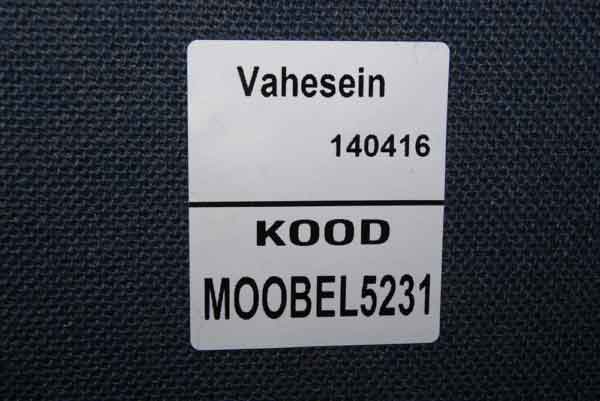 Vahesein
140416
KOOD
MOOBEL5231